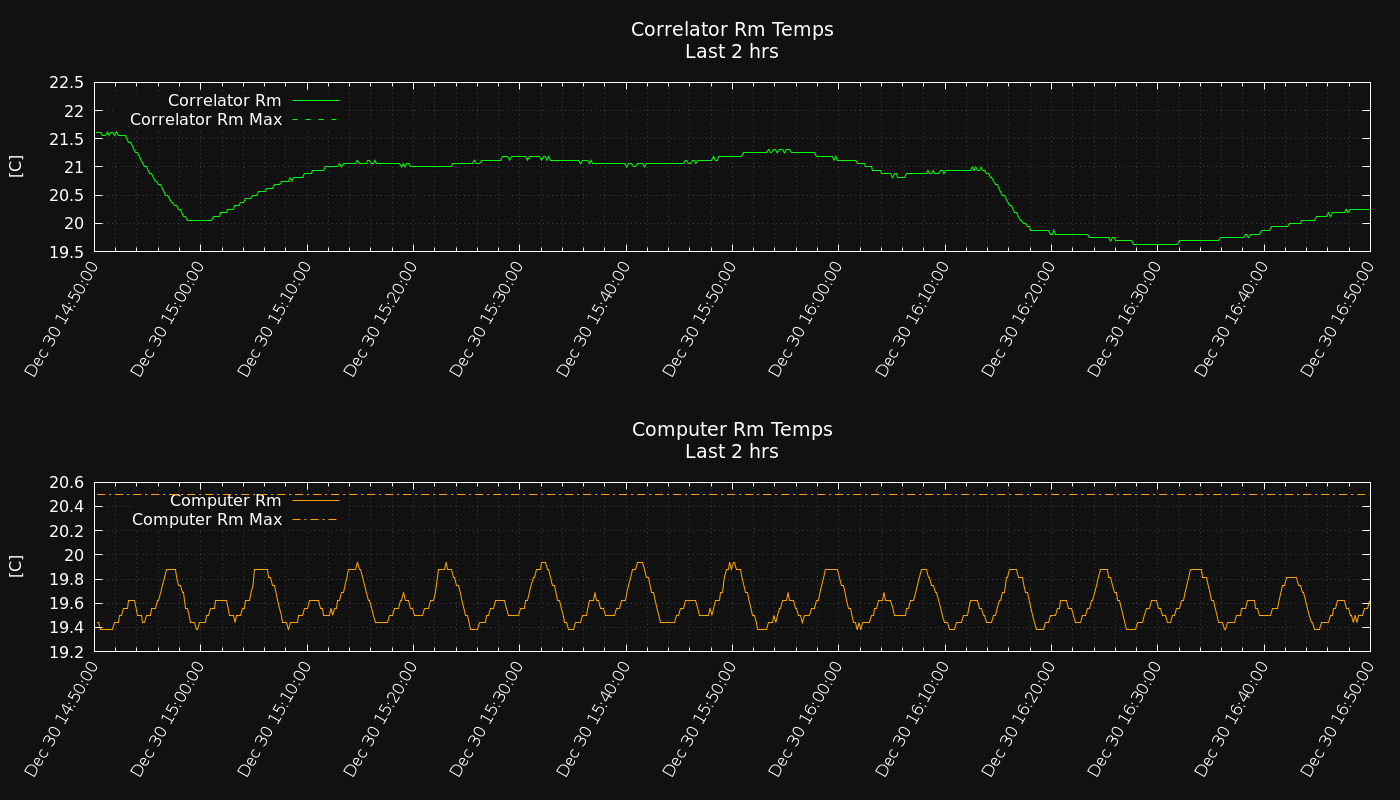 Correlator Rm Temps
Last 2 hrs
22.5
22
21.5
21
20.5
20
19.5
[C]
Correlator Rm
Correlator Rm Max
Dec 30 14:50:00
Dec 30 15:00:00
Dec 30 15:10:00
Dec 30 15:20:00
Dec 30 15:30:00
Dec 30 15:40:00
Dec 30 15:50:00
Dec 30 16:00:00
Dec 30 16:10:00
Dec 30 16:20:00
Dec 30 16:30:00
Dec 30 16:40:00
Dec 30 16:50:00
Computer Rm Temps
Last 2 hrs
20.6
20.4
20.2
20
19.8
19.6
19.4
19.2
[C]
Computer Rm
Computer Rm Max
Dec 30 14:50:00
Dec 30 15:00:00
Dec 30 15:10:00
Dec 30 15:20:00
Dec 30 15:30:00
Dec 30 15:40:00
Dec 30 15:50:00
Dec 30 16:00:00
Dec 30 16:10:00
Dec 30 16:20:00
Dec 30 16:30:00
Dec 30 16:40:00
Dec 30 16:50:00